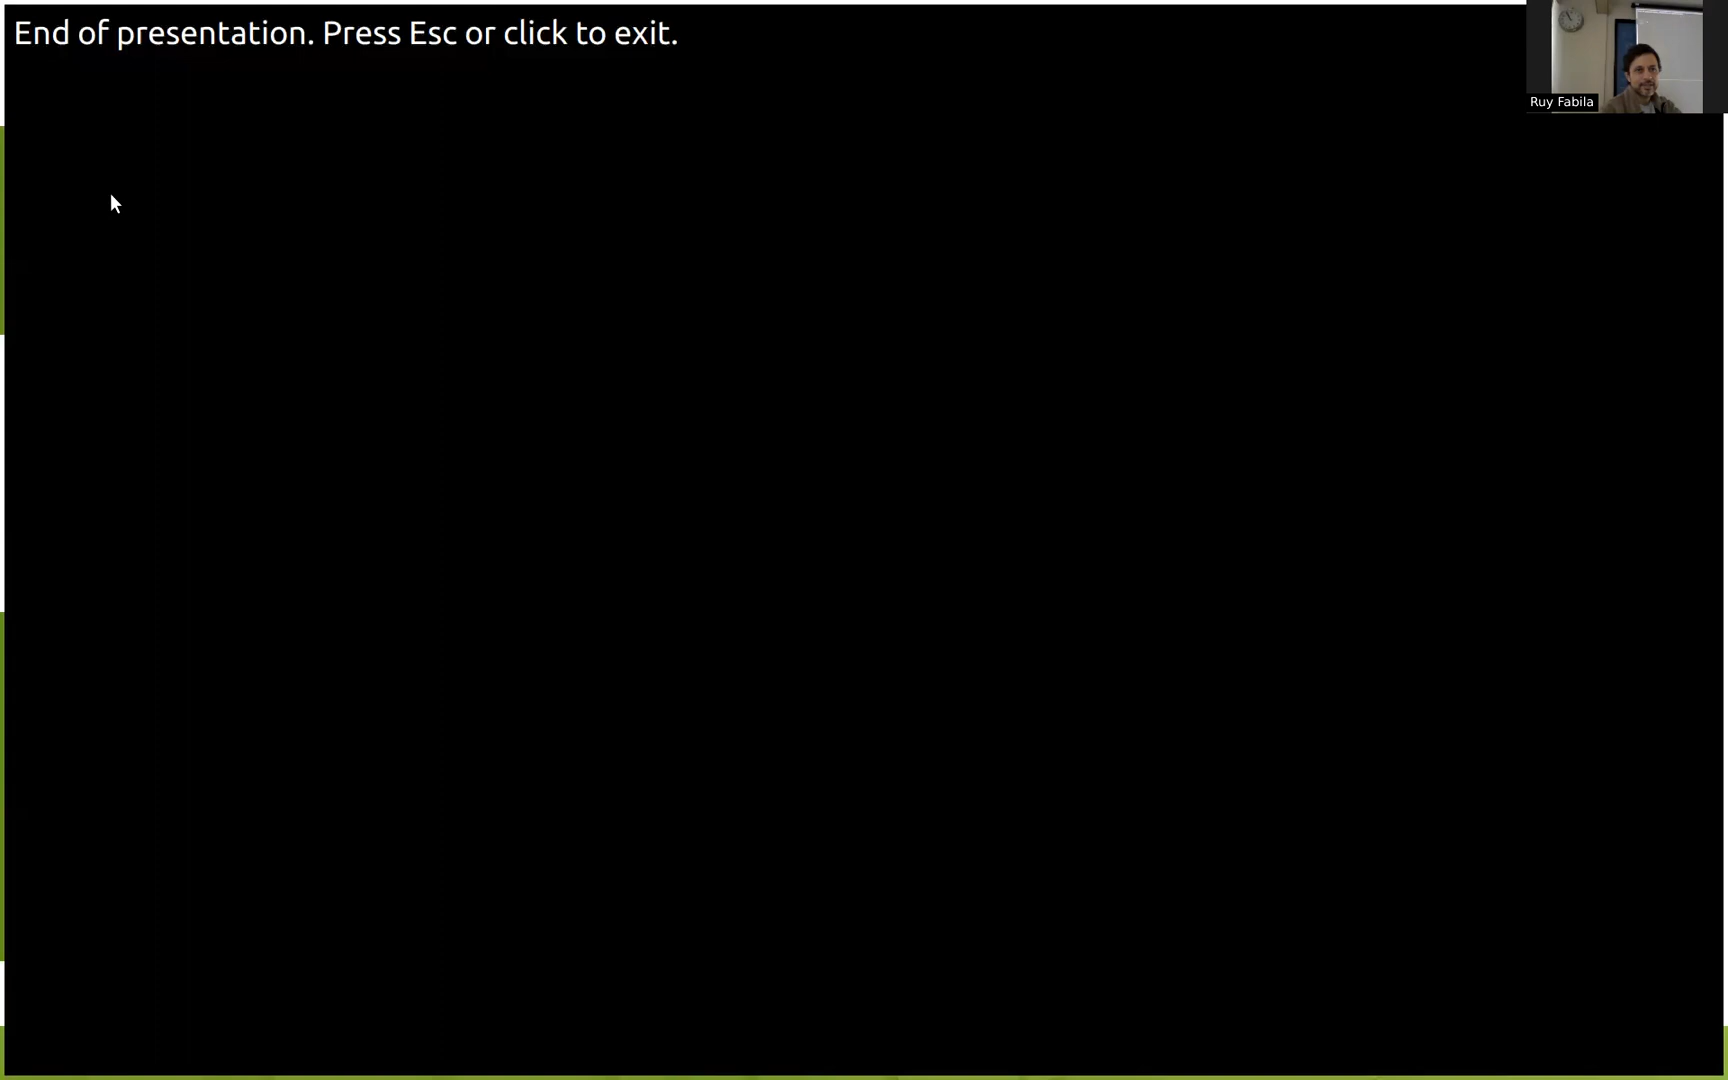 End of presentation. Press Esc or click to exit.
Ruy Fabila